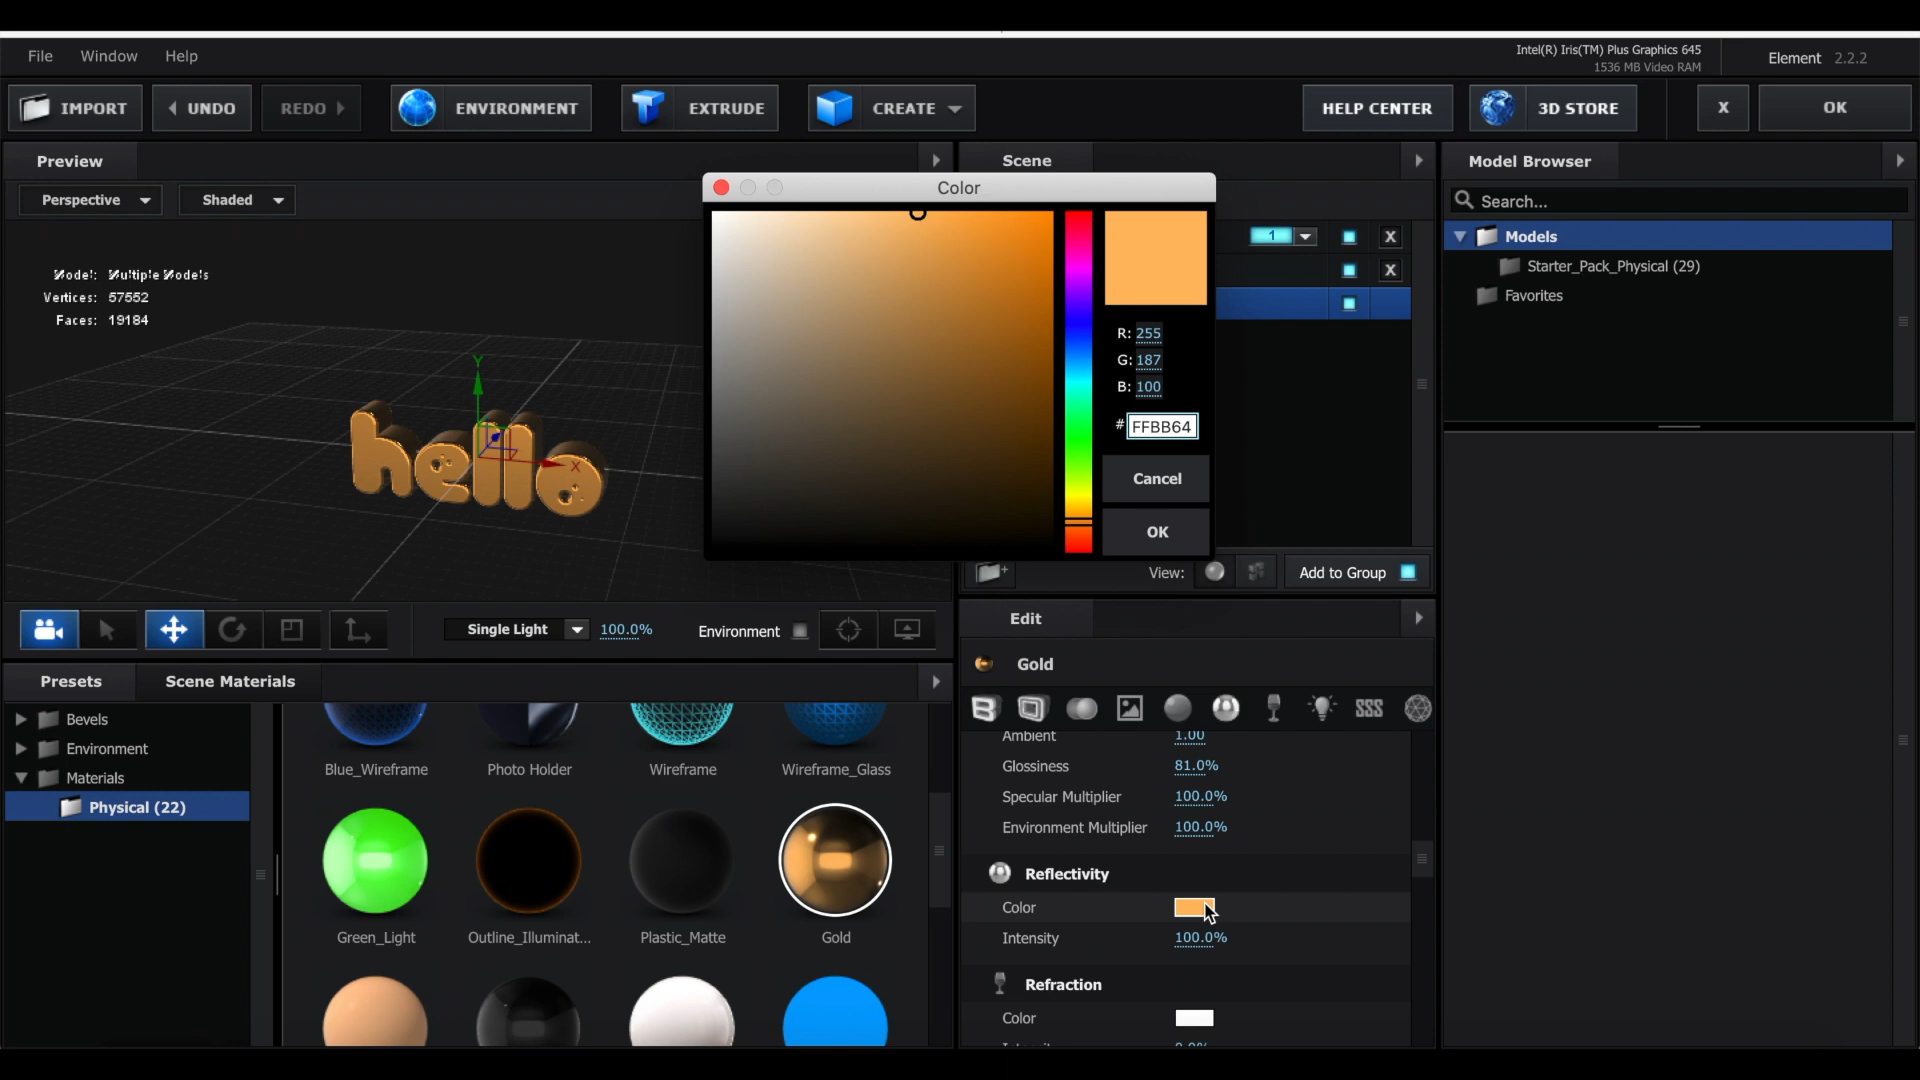 File Window Help
Intel(R) Iris(TM) Plus Graphics 645
1536 MB Video RAM
Element 2.2.2
IMPORT UNDO REDO ENVIRONMENT EXTRUDE CREATE HELP CENTER 3D STORE X OK
Preview
Scene
Model Browser
Perspective Shaded
Color
Search...
Model: Multiple Models
Vertices: 57552
Faces: 19184
1 X
X
Models
Starter_Pack_Physical (29)
Favorites
R: 255
G: 187
B: 100
# FFBB64
Cancel
OK
hello
Y
X
View: Add to Group
Single Light 100.0% Environment
Edit
Gold
Presets Scene Materials
Bevels
Environment
Materials
Physical (22)
Blue_Wireframe Photo Holder Wireframe Wireframe_Glass
Green_Light Outline_Illuminat... Plastic_Matte Gold
B SSS
Ambient 1.00
Glossiness 81.0%
Specular Multiplier 100.0%
Environment Multiplier 100.0%
Reflectivity
Color
Intensity 100.0%
Refraction
Color